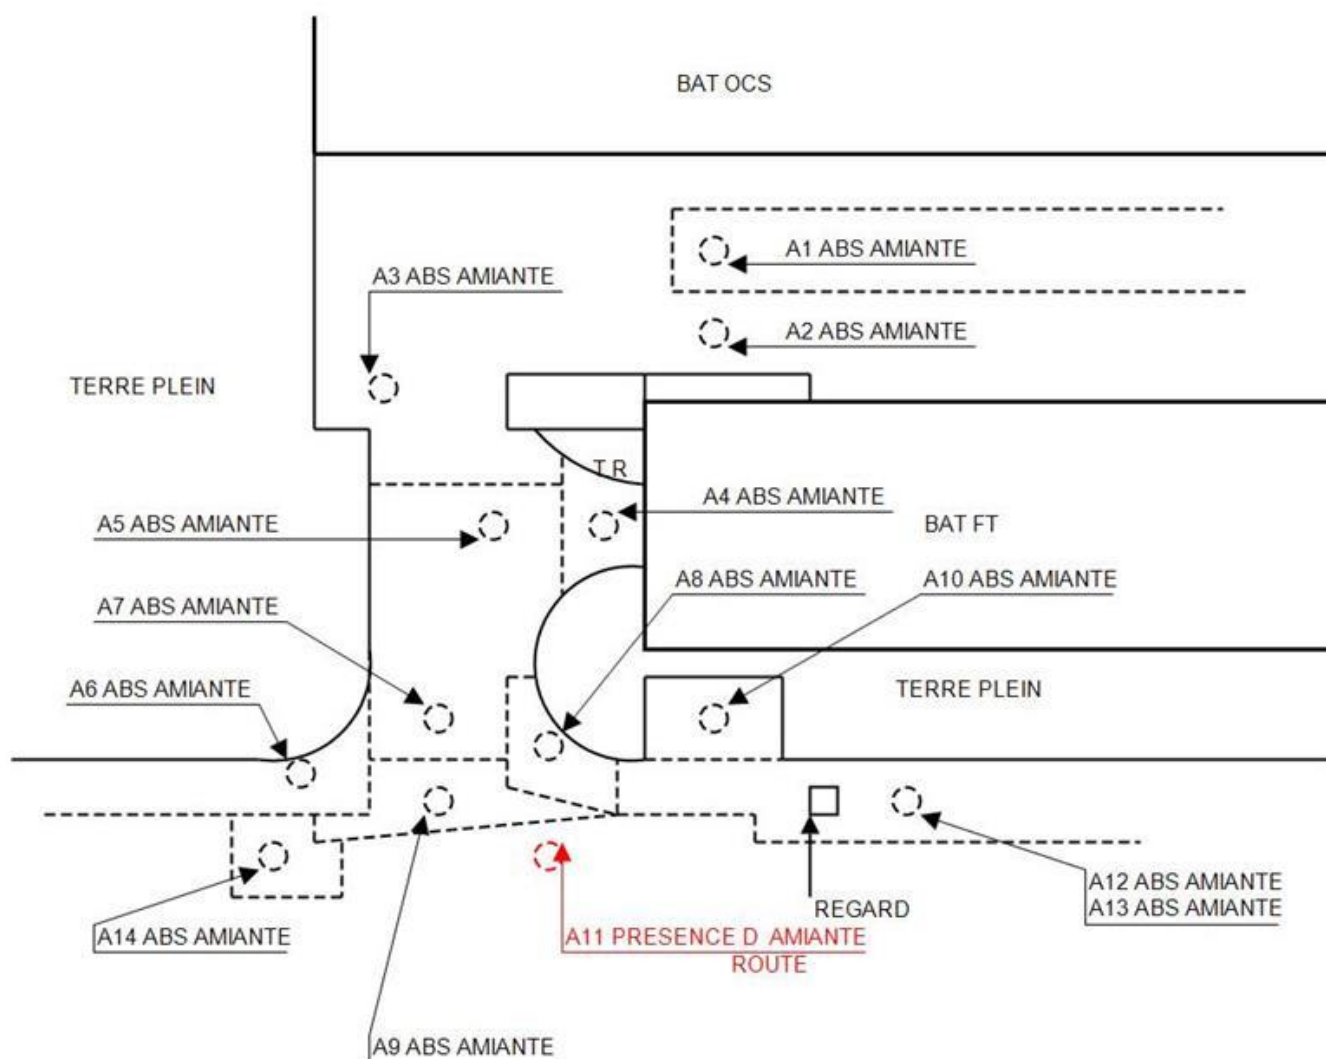 BAT OCS
A1 ABS AMIANTE
A3 ABS AMIANTE
A2 ABS AMIANTE
TERRE PLEIN
T R
A4 ABS AMIANTE
A5 ABS AMIANTE
BAT FT
A8 ABS AMIANTE
A10 ABS AMIANTE
A7 ABS AMIANTE
A6 ABS AMIANTE
TERRE PLEIN
A12 ABS AMIANTE
A13 ABS AMIANTE
REGARD
A14 ABS AMIANTE
A11 PRESENCE D AMIANTE
ROUTE
A9 ABS AMIANTE